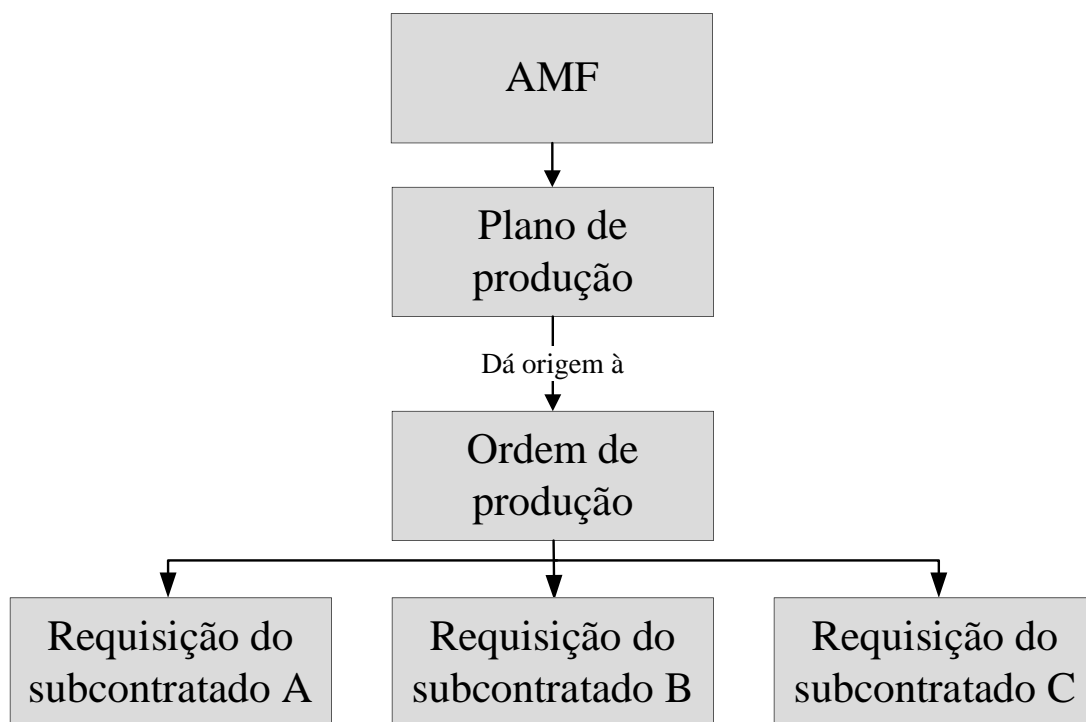 AMF
Plano de
produção
Dá origem à
Ordem de
produção
Requisição do
subcontratado A
Requisição do
subcontratado B
Requisição do
subcontratado C